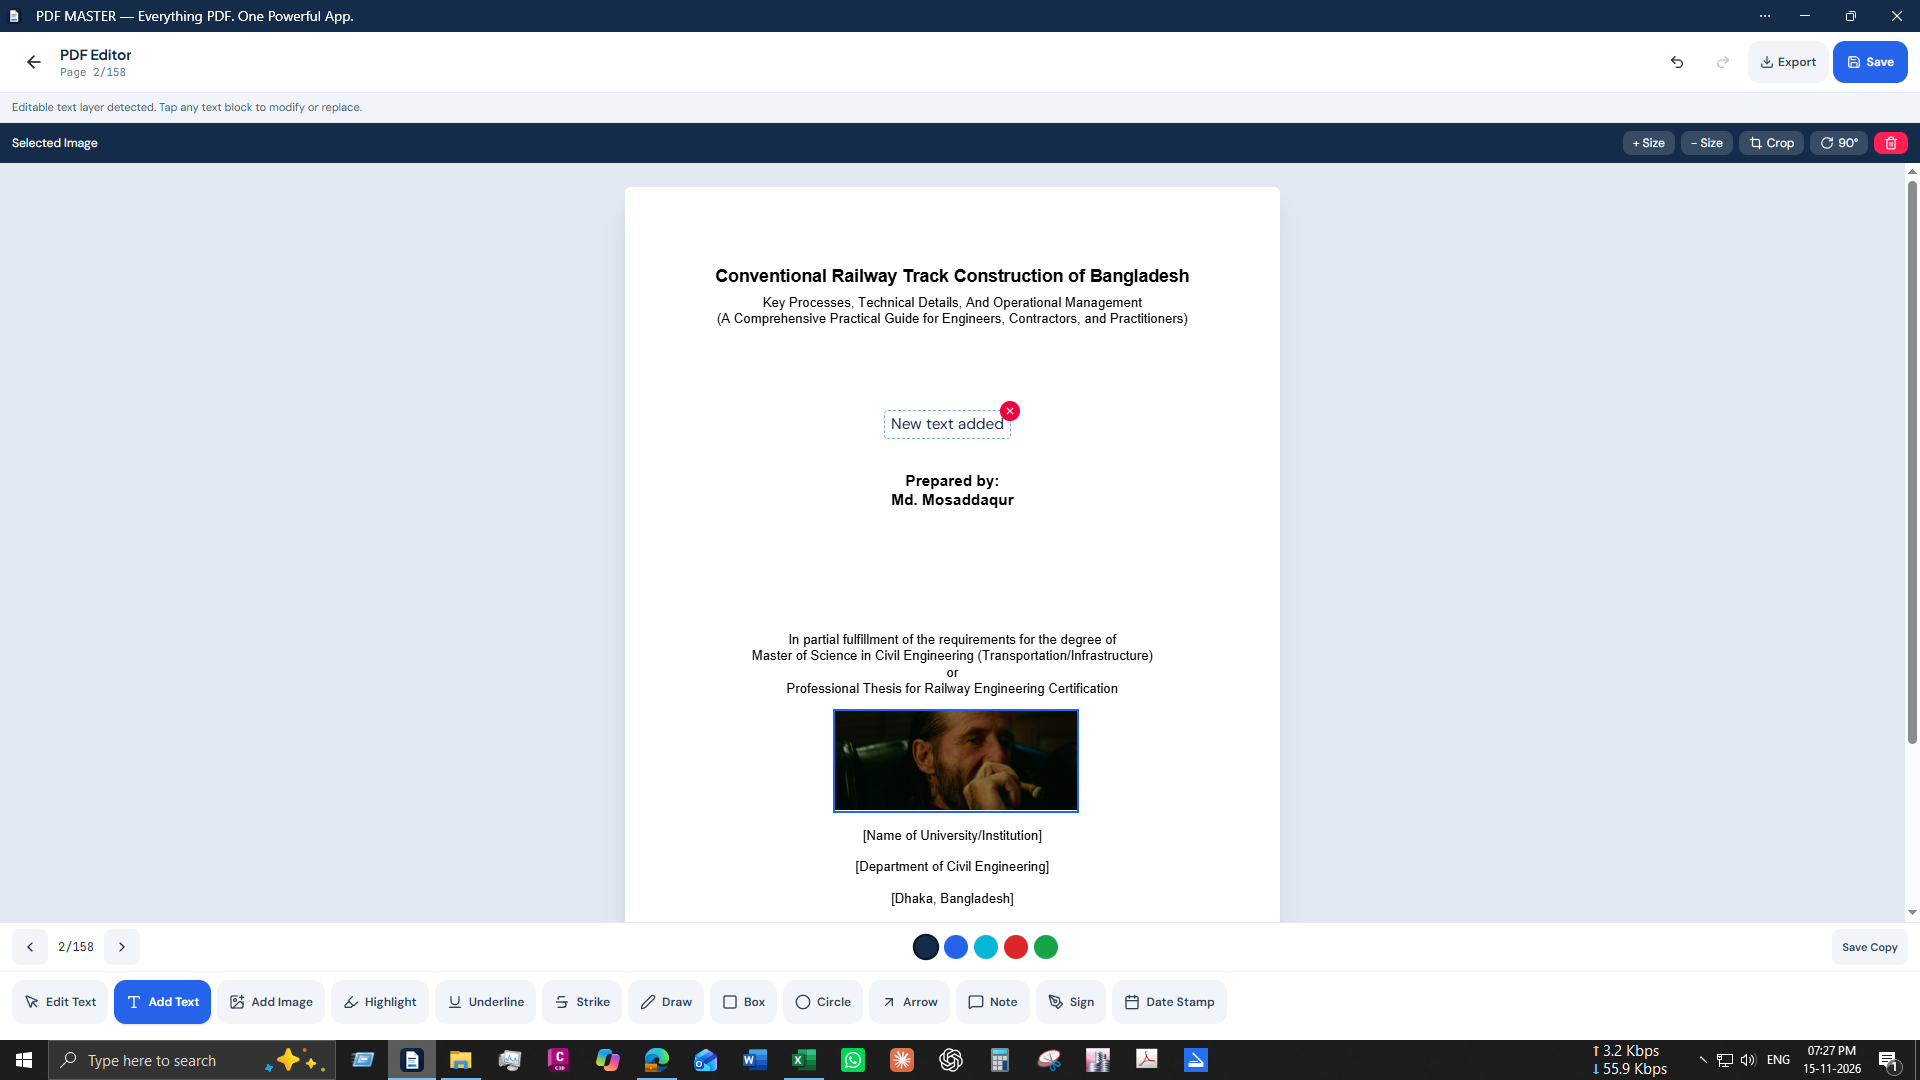 PDF MASTER — Everything PDF. One Powerful App.
PDF Editor
Page 2/158
Export
Save
Editable text layer detected. Tap any text block to modify or replace.
Selected Image
+ Size
- Size
Crop
90°
Conventional Railway Track Construction of Bangladesh
Key Processes, Technical Details, And Operational Management
(A Comprehensive Practical Guide for Engineers, Contractors, and Practitioners)
New text added
Prepared by:
Md. Mosaddaqur
In partial fulfillment of the requirements for the degree of
Master of Science in Civil Engineering (Transportation/Infrastructure)
or
Professional Thesis for Railway Engineering Certification
[Name of University/Institution]
[Department of Civil Engineering]
[Dhaka, Bangladesh]
2/158
Save Copy
Edit Text
Add Text
Add Image
Highlight
Underline
Strike
Draw
Box
Circle
Arrow
Note
Sign
Date Stamp
Type here to search
↑ 3.2 Kbps
↓ 55.9 Kbps
ENG
07:27 PM
15-11-2026
1